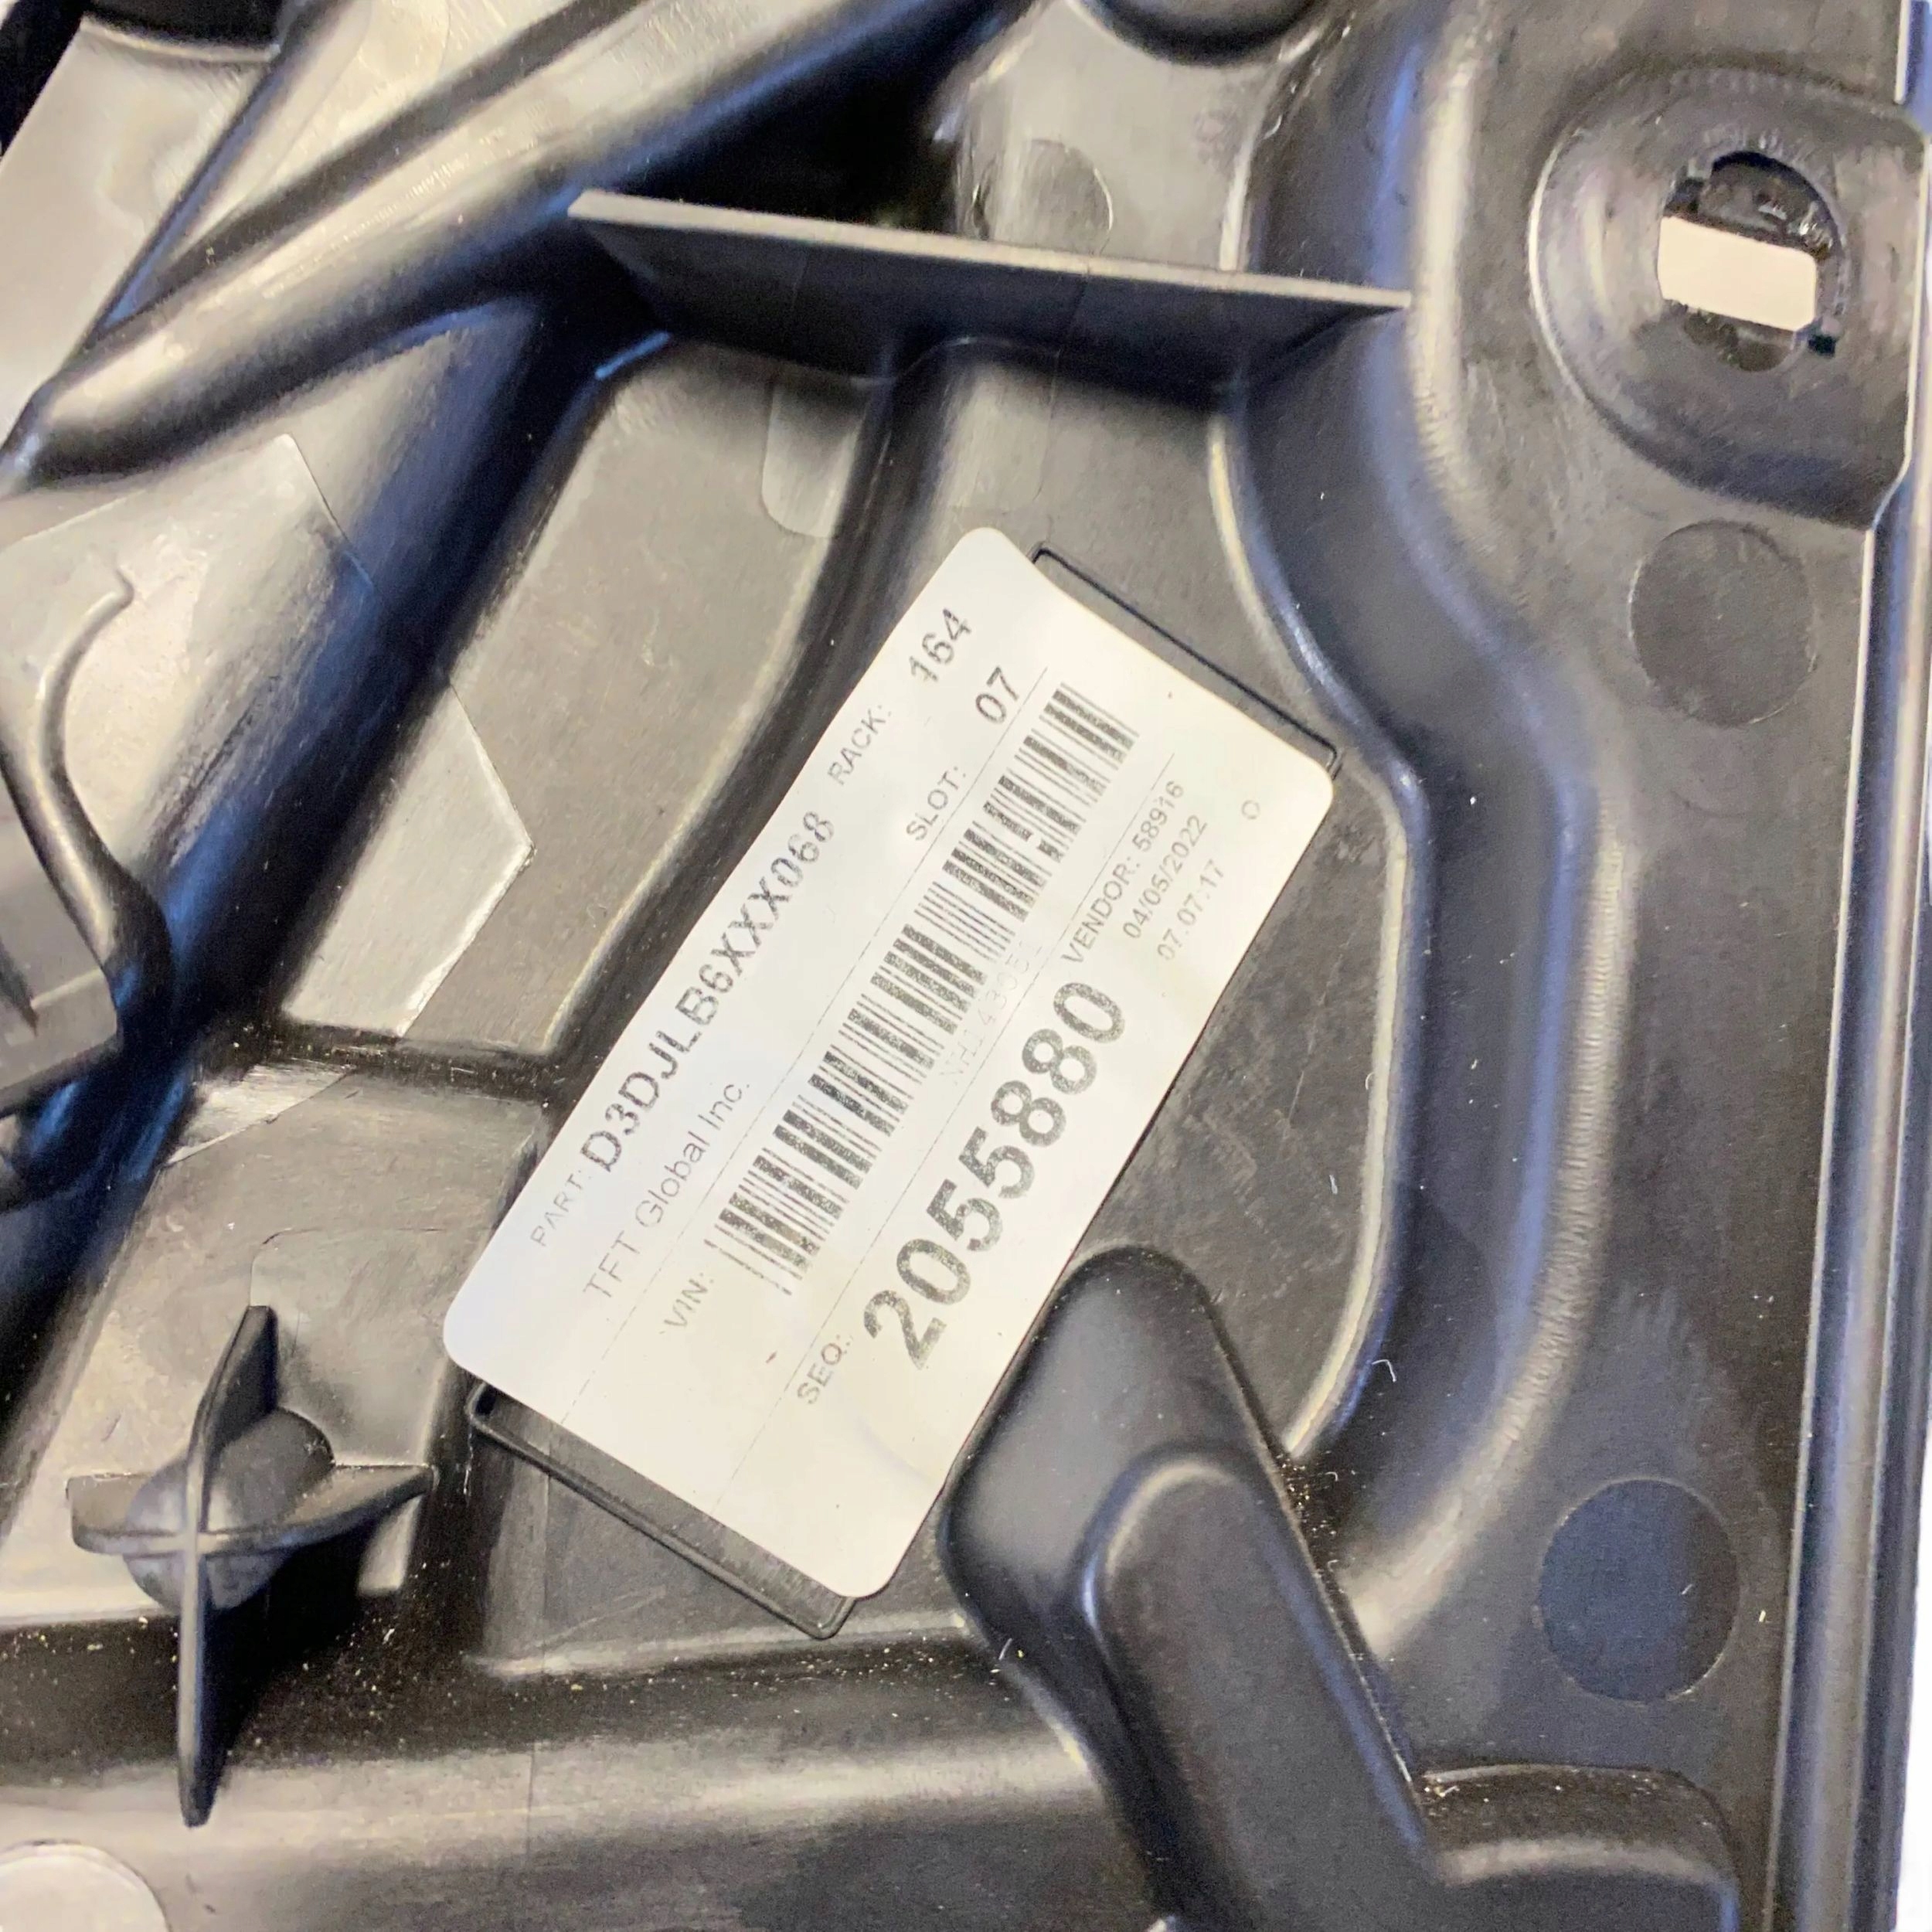 PART: D3DJLB6XXX068 RACK: 164
TFT Global Inc. SLOT: 07
VIN:
SEQ: 2055880 VENDOR: 58916
04/05/2022
07:07:17